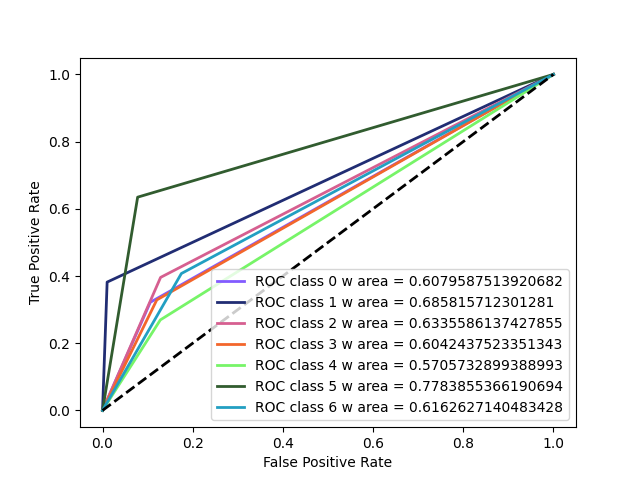 1.0
0.8
0.6
0.4
0.2
0.0
True Positive Rate
ROC class 0 w area = 0.6079587513920682
ROC class 1 w area = 0.685815712301281
ROC class 2 w area = 0.6335586137427855
ROC class 3 w area = 0.6042437523351343
ROC class 4 w area = 0.5705732899388993
ROC class 5 w area = 0.7783855366190694
ROC class 6 w area = 0.6162627140483428
0.0 0.2 0.4 0.6 0.8 1.0
False Positive Rate